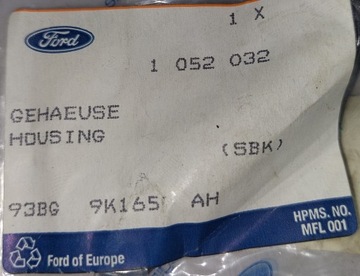 1 X
Ford
1 052 032
GEHAEUSE
HOUSING
(SBK)
93BG 9K165 AH
HPMS. NO.
MFL 001
Ford of Europe